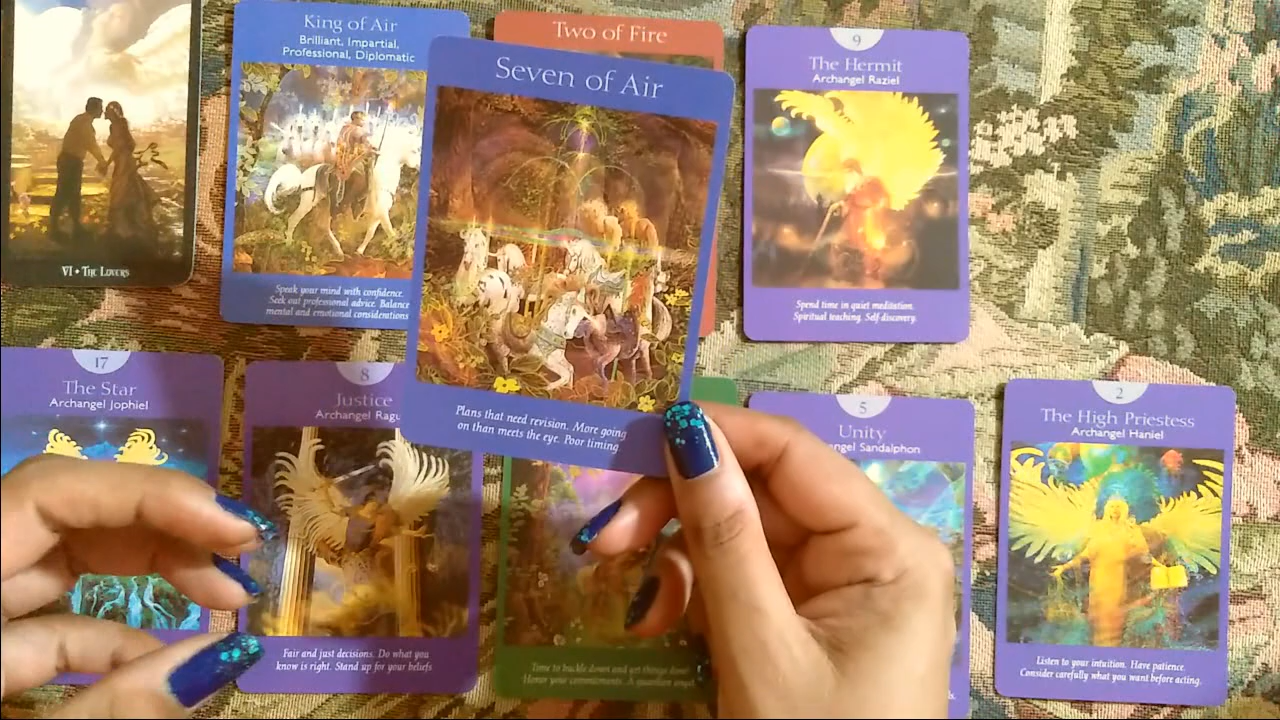 VI • The Lovers
King of Air
Brilliant, Impartial,
Professional, Diplomatic
Speak your mind with confidence.
Seek out professional advice. Balance
mental and emotional considerations
Two of Fire
Seven of Air
Plans that need revision. More going
on than meets the eye. Poor timing.
9
The Hermit
Archangel Raziel
Spend time in quiet meditation.
Spiritual teaching. Self-discovery.
17
The Star
Archangel Jophiel
8
Justice
Archangel Ragu
Fair and just decisions. Do what you
know is right. Stand up for your beliefs
Time to buckle down and get things done!
Honor your commitments. A guardian angel
5
Unity
angel Sandalphon
2
The High Priestess
Archangel Haniel
Listen to your intuition. Have patience.
Consider carefully what you want before acting.